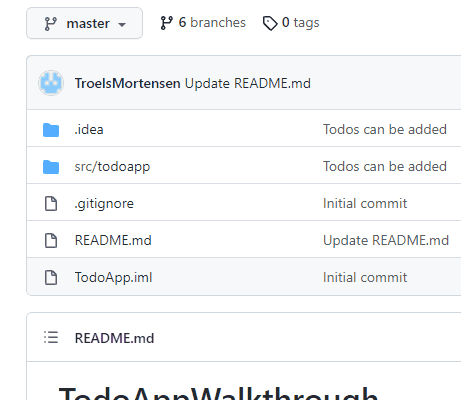 master 6 branches 0 tags
TroelsMortensen Update README.md
.idea Todos can be added
src/todoapp Todos can be added
.gitignore Initial commit
README.md Update README.md
TodoApp.iml Initial commit
README.md
TodoAppWalkthrough